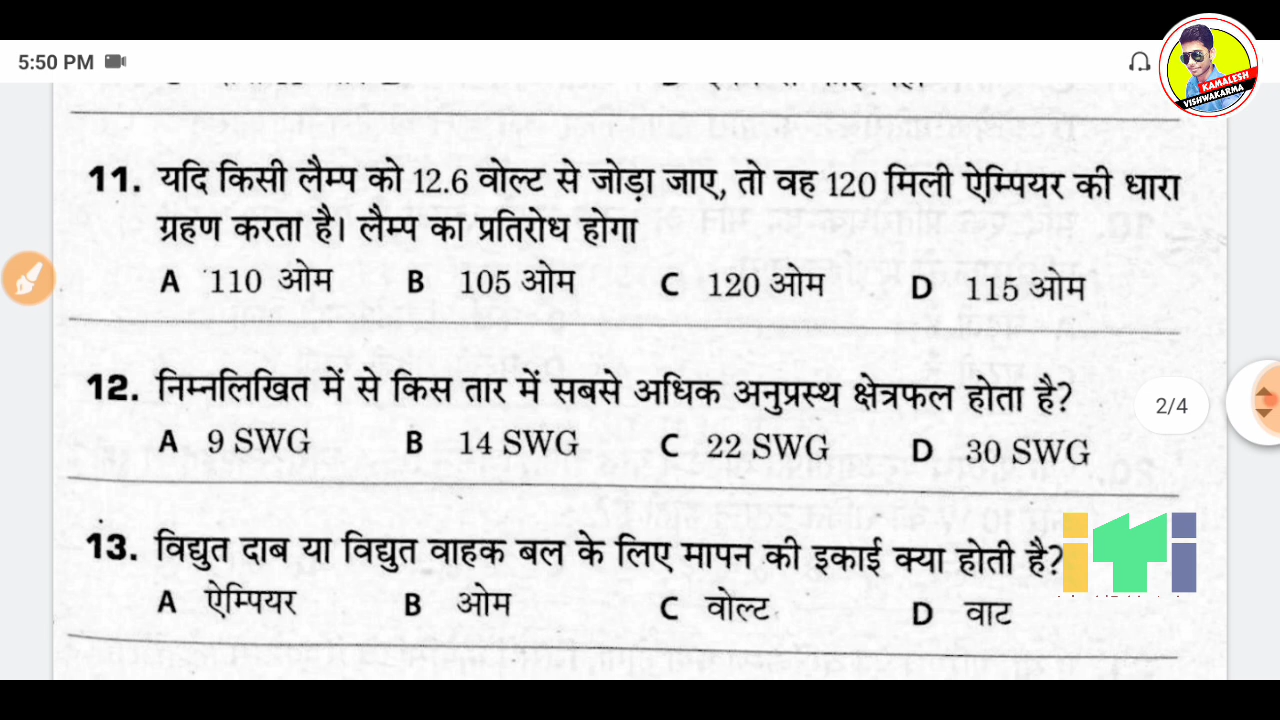 5:50 PM
KAMALESH
VISHWAKARMA
11. यदि किसी लैम्प को 12.6 वोल्ट से जोड़ा जाए, तो वह 120 मिली ऐम्पियर की धारा
ग्रहण करता है। लैम्प का प्रतिरोध होगा
A 110 ओम B 105 ओम C 120 ओम D 115 ओम
12. निम्नलिखित में से किस तार में सबसे अधिक अनुप्रस्थ क्षेत्रफल होता है?
2/4
A 9 SWG B 14 SWG C 22 SWG D 30 SWG
13. विद्युत दाब या विद्युत वाहक बल के लिए मापन की इकाई क्या होती है?
A ऐम्पियर B ओम C वोल्ट D वाट